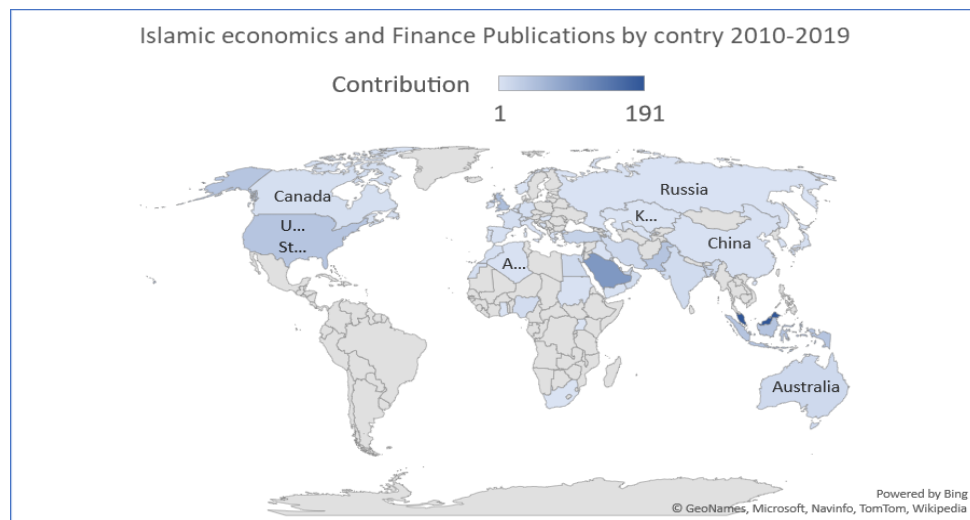 Islamic economics and Finance Publications by contry 2010-2019
Contribution
1 191
Canada
Russia
U...
St...
K...
China
A...
Australia
Powered by Bing
© GeoNames, Microsoft, Navinfo, TomTom, Wikipedia